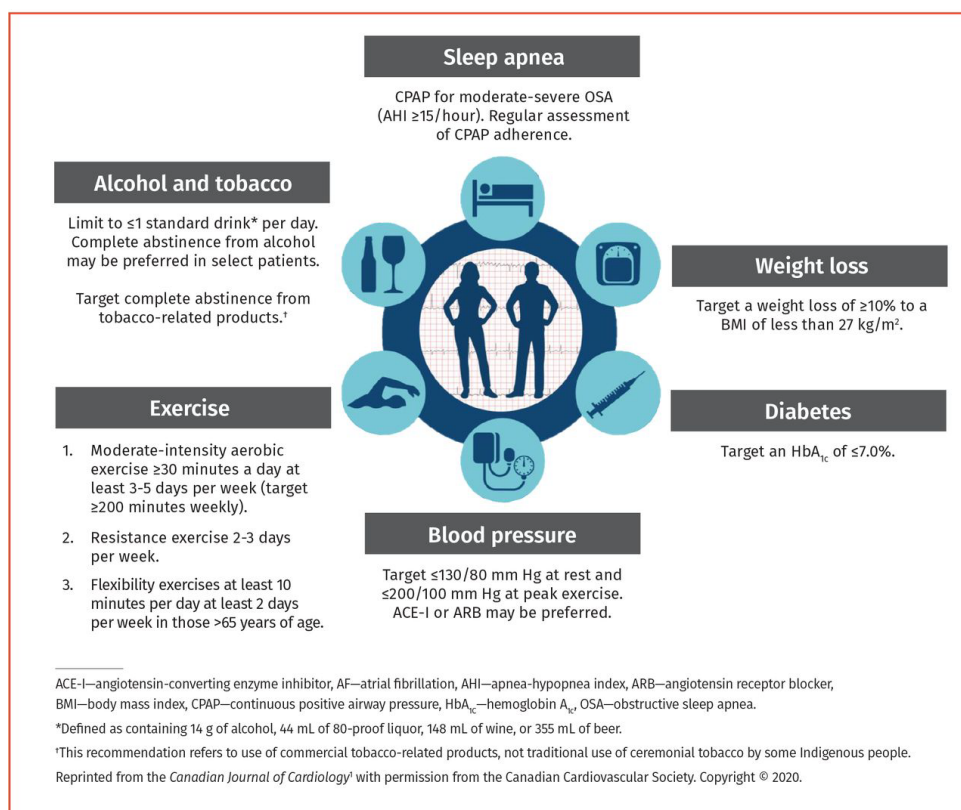 Sleep apnea
CPAP for moderate-severe OSA
(AHI ≥15/hour). Regular assessment
of CPAP adherence.
Alcohol and tobacco
Limit to ≤1 standard drink* per day.
Complete abstinence from alcohol
may be preferred in select patients.
Target complete abstinence from
tobacco-related products.†
Weight loss
Target a weight loss of ≥10% to a
BMI of less than 27 kg/m².
Exercise
1. Moderate-intensity aerobic
exercise ≥30 minutes a day at
least 3-5 days per week (target
≥200 minutes weekly).
2. Resistance exercise 2-3 days
per week.
3. Flexibility exercises at least 10
minutes per day at least 2 days
per week in those >65 years of age.
Diabetes
Target an HbA1c of ≤7.0%.
Blood pressure
Target ≤130/80 mm Hg at rest and
≤200/100 mm Hg at peak exercise.
ACE-I or ARB may be preferred.
ACE-I—angiotensin-converting enzyme inhibitor, AF—atrial fibrillation, AHI—apnea-hypopnea index, ARB—angiotensin receptor blocker,
BMI—body mass index, CPAP—continuous positive airway pressure, HbA1C—hemoglobin A1c, OSA—obstructive sleep apnea.
*Defined as containing 14 g of alcohol, 44 mL of 80-proof liquor, 148 mL of wine, or 355 mL of beer.
†This recommendation refers to use of commercial tobacco-related products, not traditional use of ceremonial tobacco by some Indigenous people.
Reprinted from the Canadian Journal of Cardiology¹ with permission from the Canadian Cardiovascular Society. Copyright © 2020.